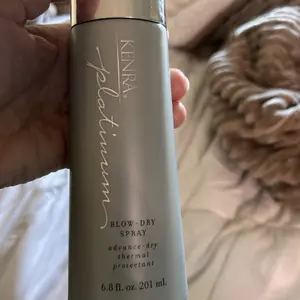 KENRA
platinum
BLOW-DRY
SPRAY
advance-dry
thermal
protectant
6.8 fl. oz. 201 mL